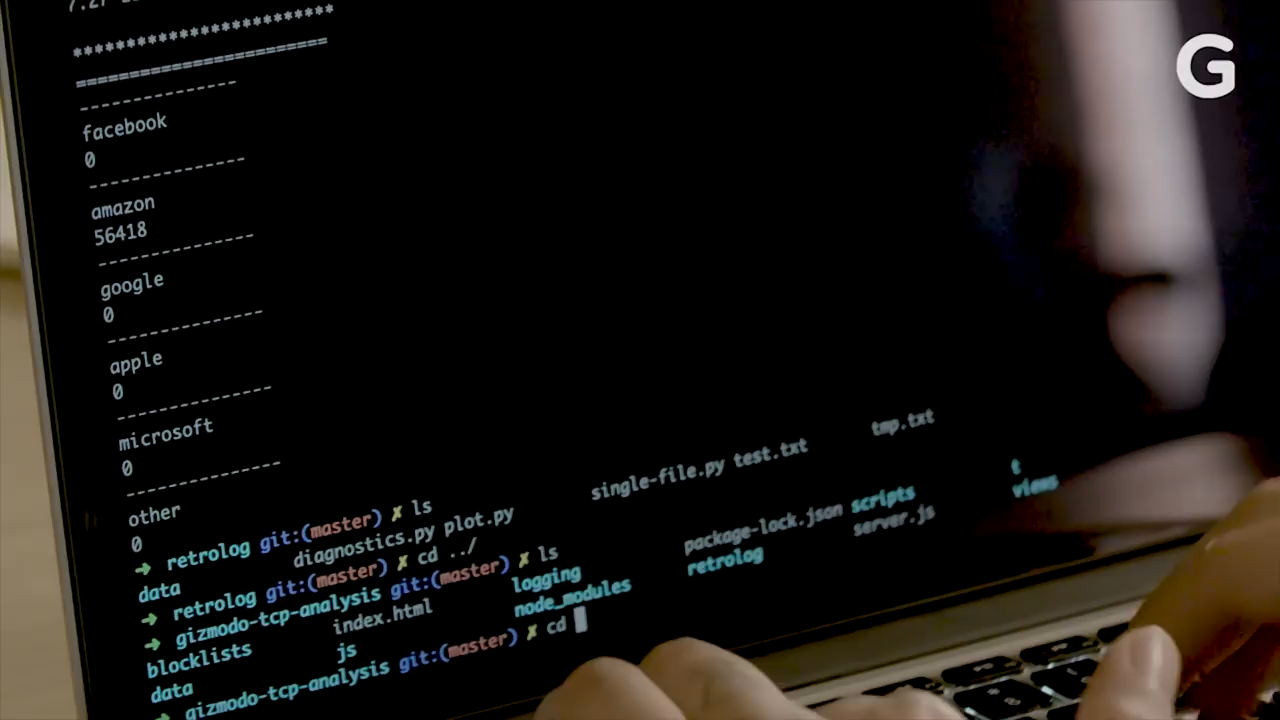 G
************************
========================
---------------
facebook
0
---------------
amazon
56418
---------------
google
0
---------------
apple
0
---------------
microsoft
0
---------------
other
0
➜ retrolog git:(master) ✗ ls
data diagnostics.py plot.py single-file.py test.txt tmp.txt
➜ retrolog git:(master) ✗ cd ../
➜ gizmodo-tcp-analysis git:(master) ✗ ls
blocklists index.html logging package-lock.json scripts t
data js node_modules retrolog server.js views
➜ gizmodo-tcp-analysis git:(master) ✗ cd